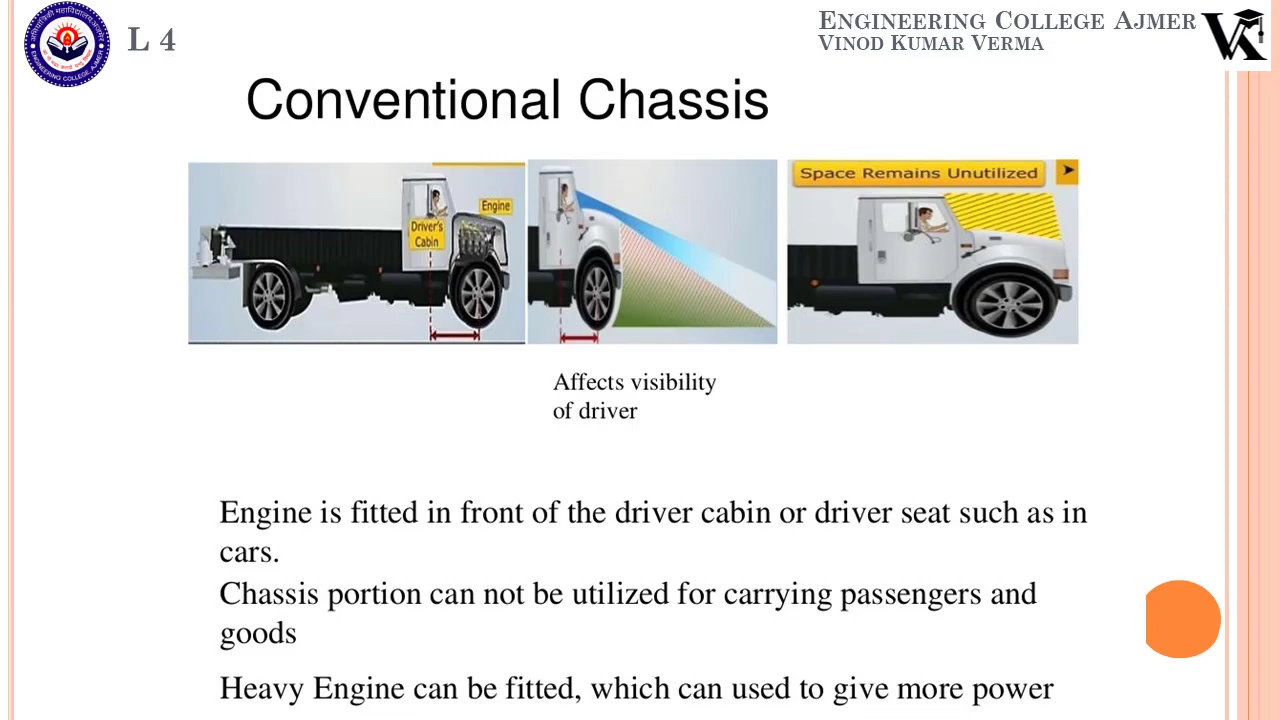 L 4
ENGINEERING COLLEGE AJMER
VINOD KUMAR VERMA
Conventional Chassis
Engine
Driver's
Cabin
Space Remains Unutilized
Affects visibility
of driver
Engine is fitted in front of the driver cabin or driver seat such as in
cars.
Chassis portion can not be utilized for carrying passengers and
goods
Heavy Engine can be fitted, which can used to give more power
ENGINEERING COLLEGE AJMER